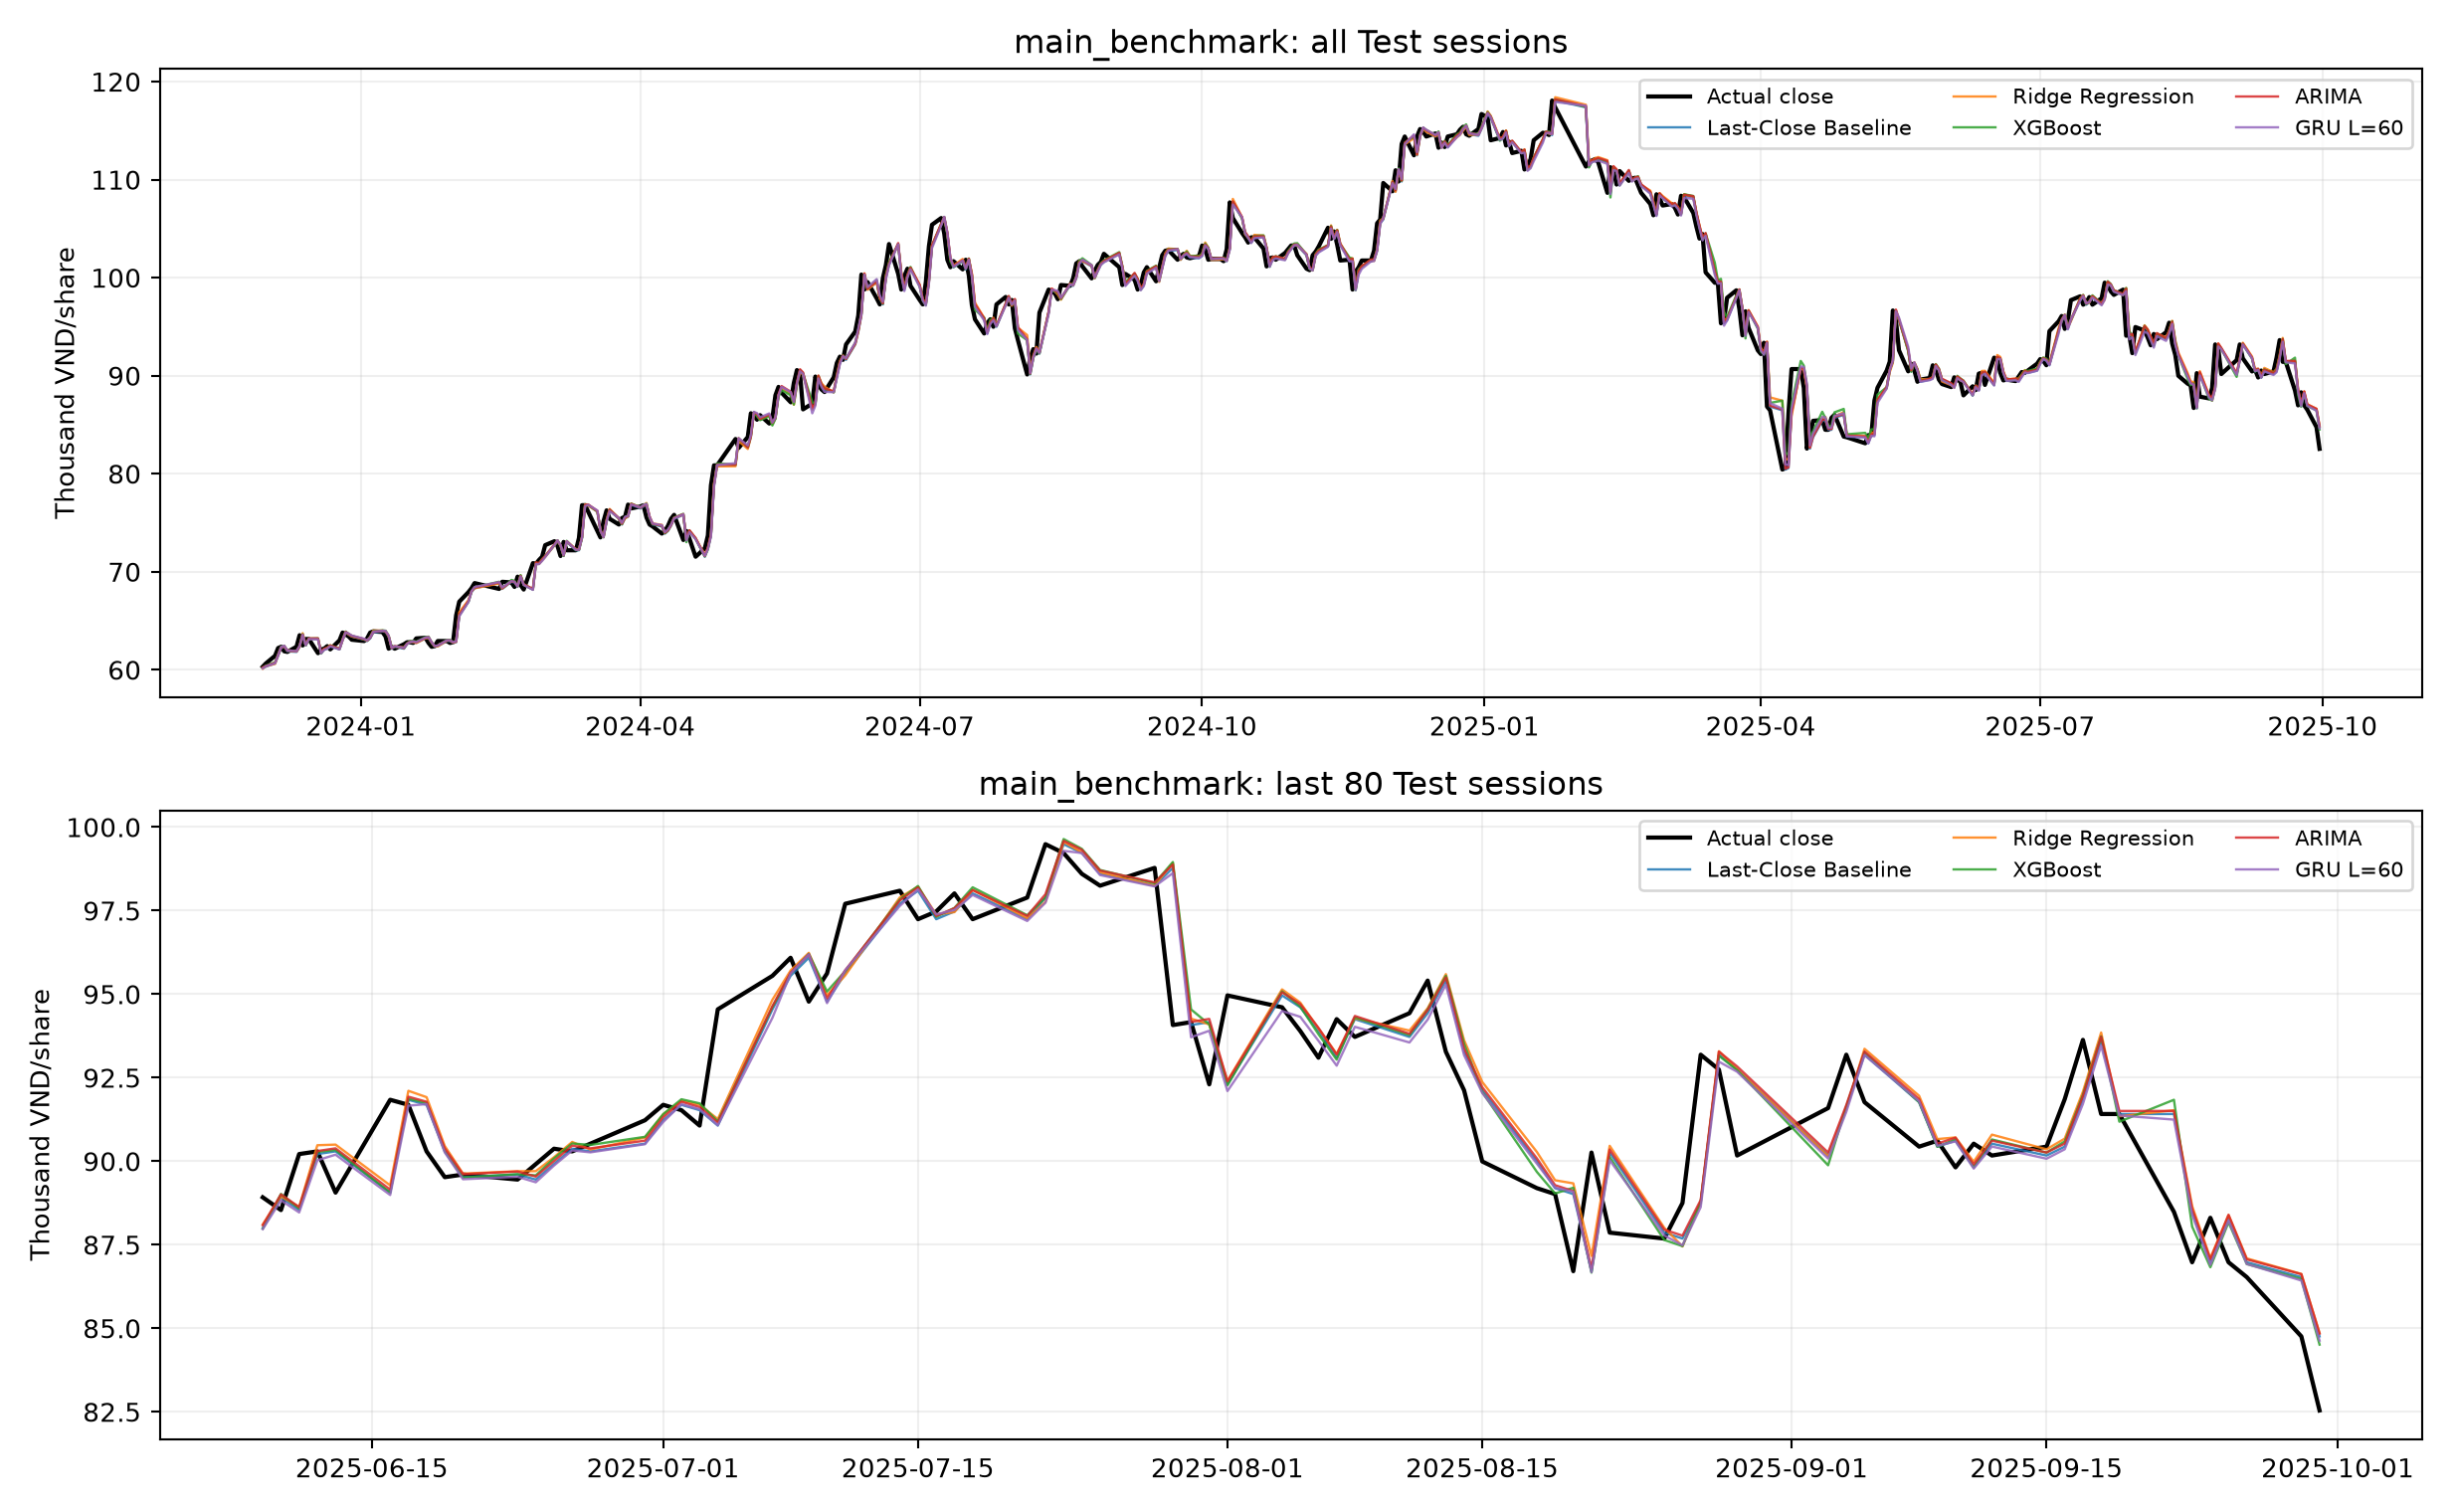 main_benchmark: all Test sessions
Thousand VND/share
120
110
100
90
80
70
60
Actual close
Last-Close Baseline
Ridge Regression
XGBoost
ARIMA
GRU L=60
2024-01
2024-04
2024-07
2024-10
2025-01
2025-04
2025-07
2025-10
main_benchmark: last 80 Test sessions
Thousand VND/share
100.0
97.5
95.0
92.5
90.0
87.5
85.0
82.5
Actual close
Last-Close Baseline
Ridge Regression
XGBoost
ARIMA
GRU L=60
2025-06-15
2025-07-01
2025-07-15
2025-08-01
2025-08-15
2025-09-01
2025-09-15
2025-10-01